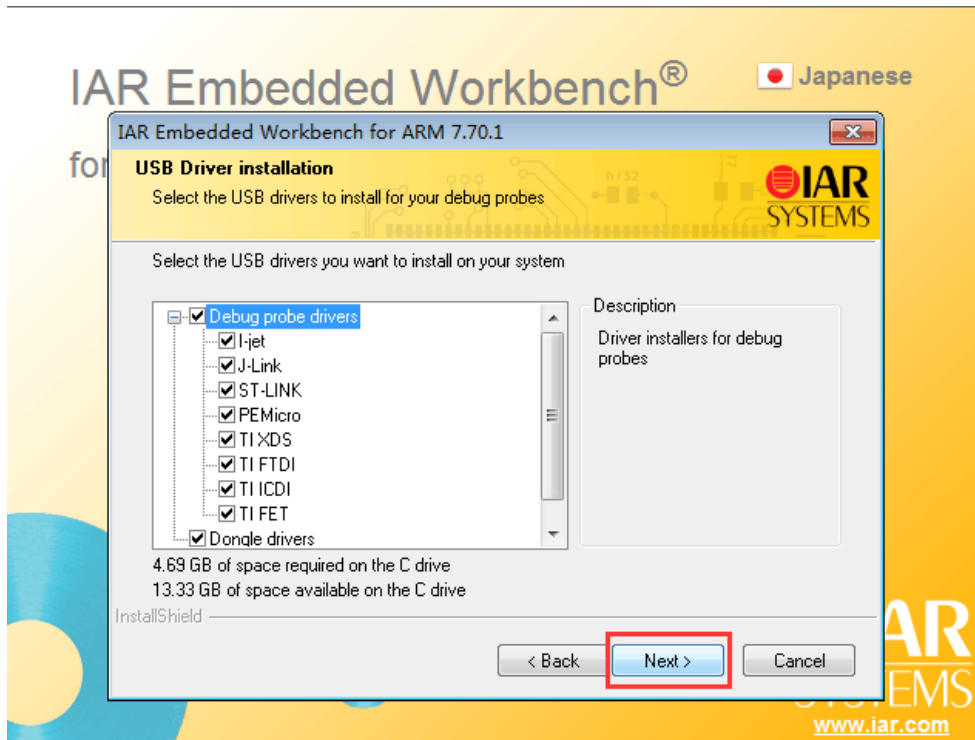 IAR Embedded Workbench®
Japanese
IAR Embedded Workbench for ARM 7.70.1
for
USB Driver installation
Select the USB drivers to install for your debug probes
n/32
IAR
SYSTEMS
Select the USB drivers you want to install on your system
Debug probe drivers
I-jet
J-Link
ST-LINK
PEMicro
TI XDS
TI FTDI
TI ICDI
TI FET
Dongle drivers
Description
Driver installers for debug
probes
4.69 GB of space required on the C drive
13.33 GB of space available on the C drive
InstallShield
< Back
Next >
Cancel
AR
SYSTEMS
www.iar.com